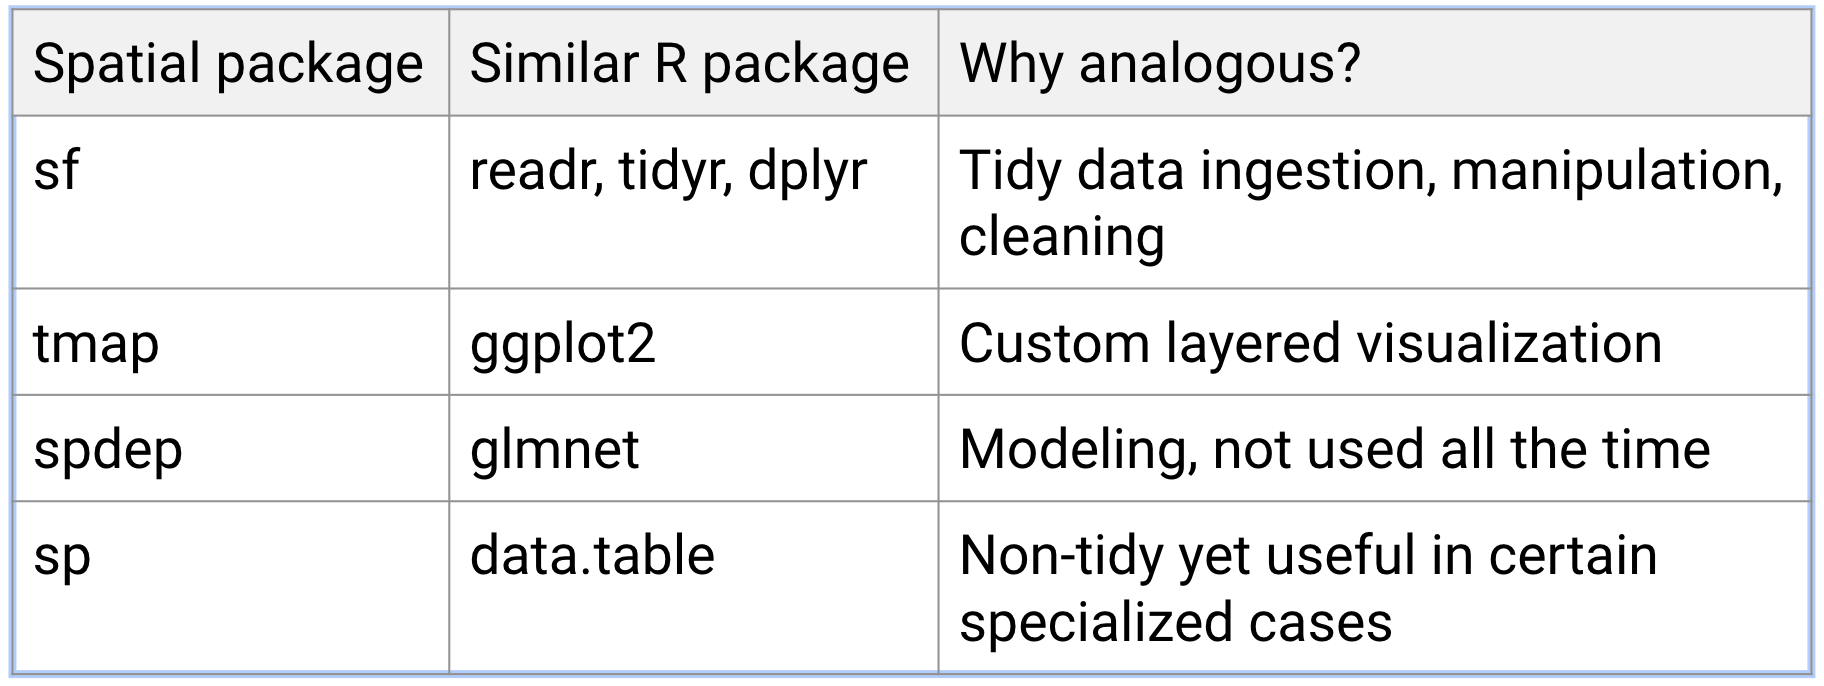 Spatial package
Similar R package
Why analogous?
sf
readr, tidyr, dplyr
Tidy data ingestion, manipulation,
cleaning
tmap
ggplot2
Custom layered visualization
spdep
glmnet
Modeling, not used all the time
sp
data.table
Non-tidy yet useful in certain
specialized cases